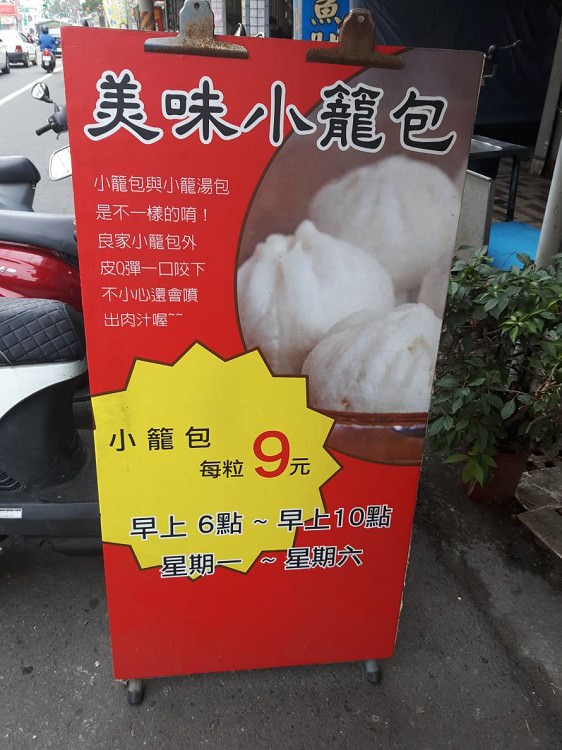 魚
美味小籠包
小籠包與小籠湯包
是不一樣的唷！
良家小籠包外
皮Q彈一口咬下
不小心還會噴
出肉汁喔~~
小籠包
每粒9元
早上 6點 ~ 早上10點
星期一 ~ 星期六